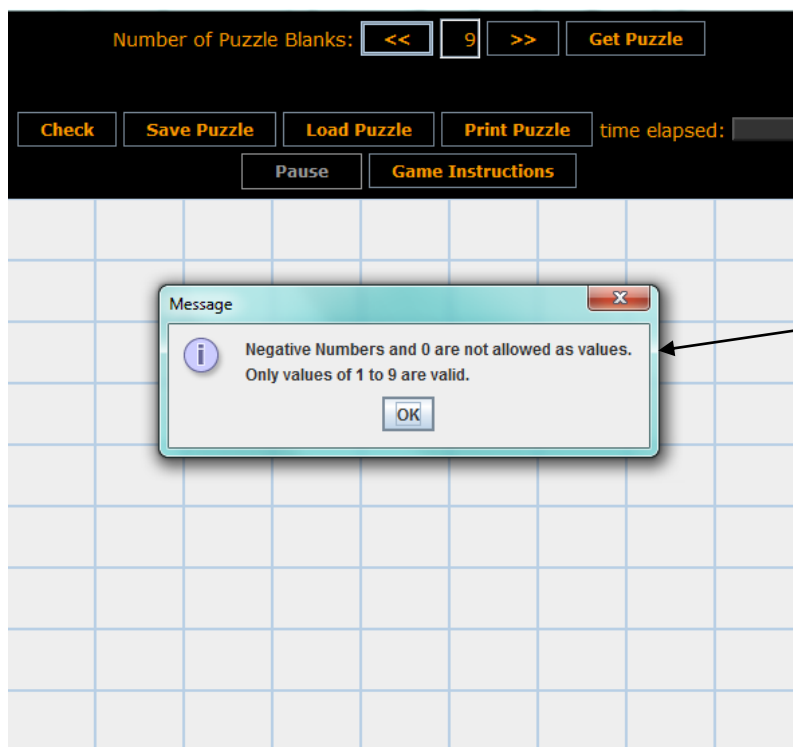 Number of Puzzle Blanks: << 9 >> Get Puzzle
Check Save Puzzle Load Puzzle Print Puzzle time elapsed:
Pause Game Instructions
Message X
i Negative Numbers and 0 are not allowed as values.
Only values of 1 to 9 are valid.
OK